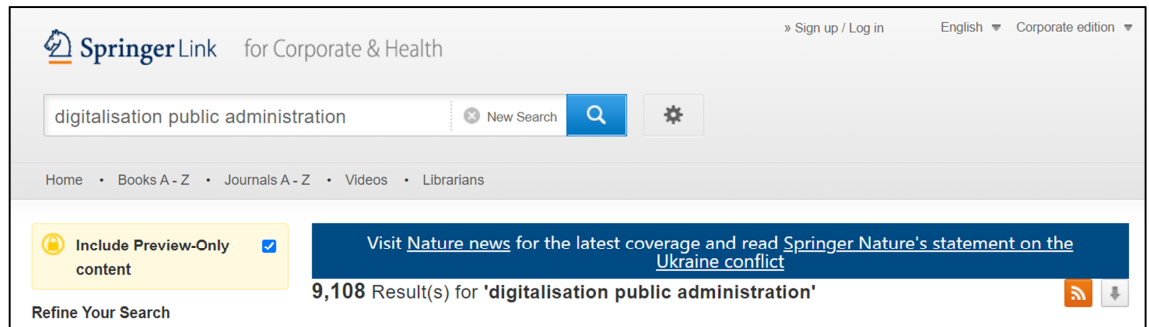 » Sign up / Log in English Corporate edition
Springer Link for Corporate & Health
digitalisation public administration New Search
Home • Books A - Z • Journals A - Z • Videos • Librarians
Include Preview-Only
content
Visit Nature news for the latest coverage and read Springer Nature's statement on the
Ukraine conflict
9,108 Result(s) for 'digitalisation public administration'
Refine Your Search